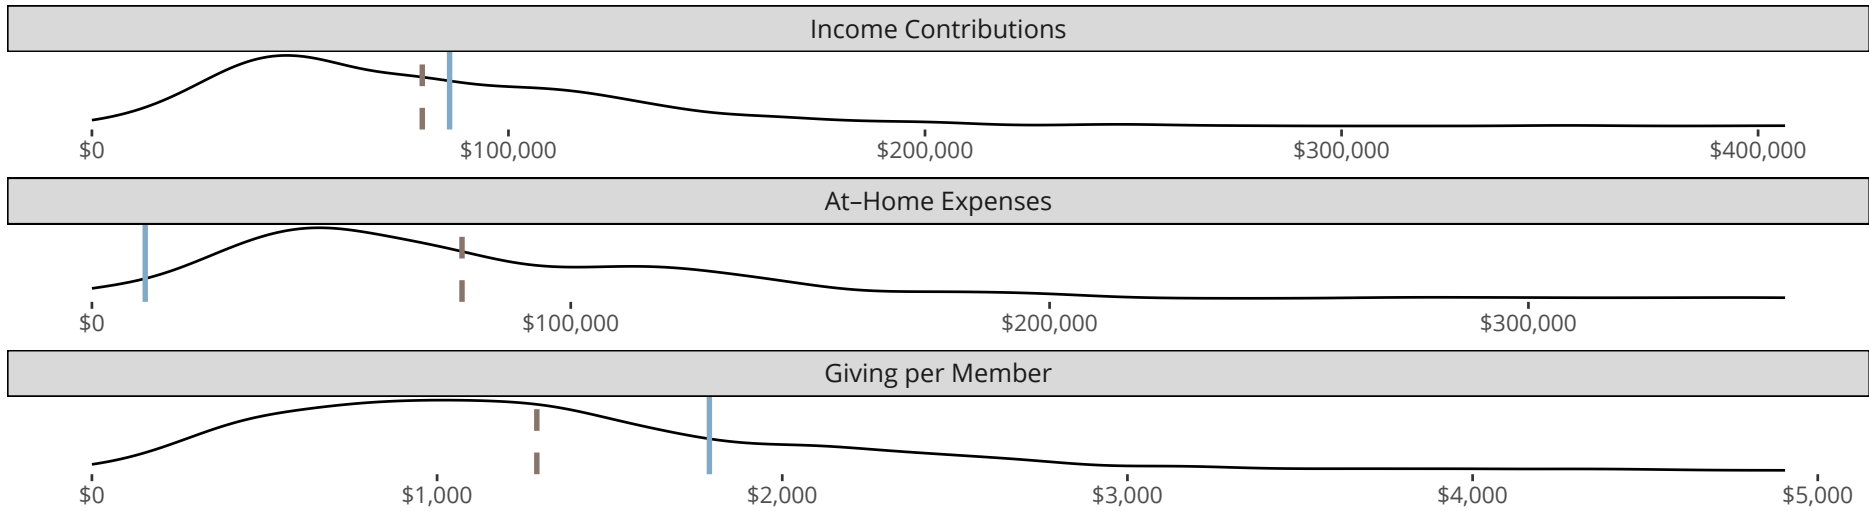 Income Contributions
$0 $100,000 $200,000 $300,000 $400,000
At–Home Expenses
$0 $100,000 $200,000 $300,000
Giving per Member
$0 $1,000 $2,000 $3,000 $4,000 $5,000